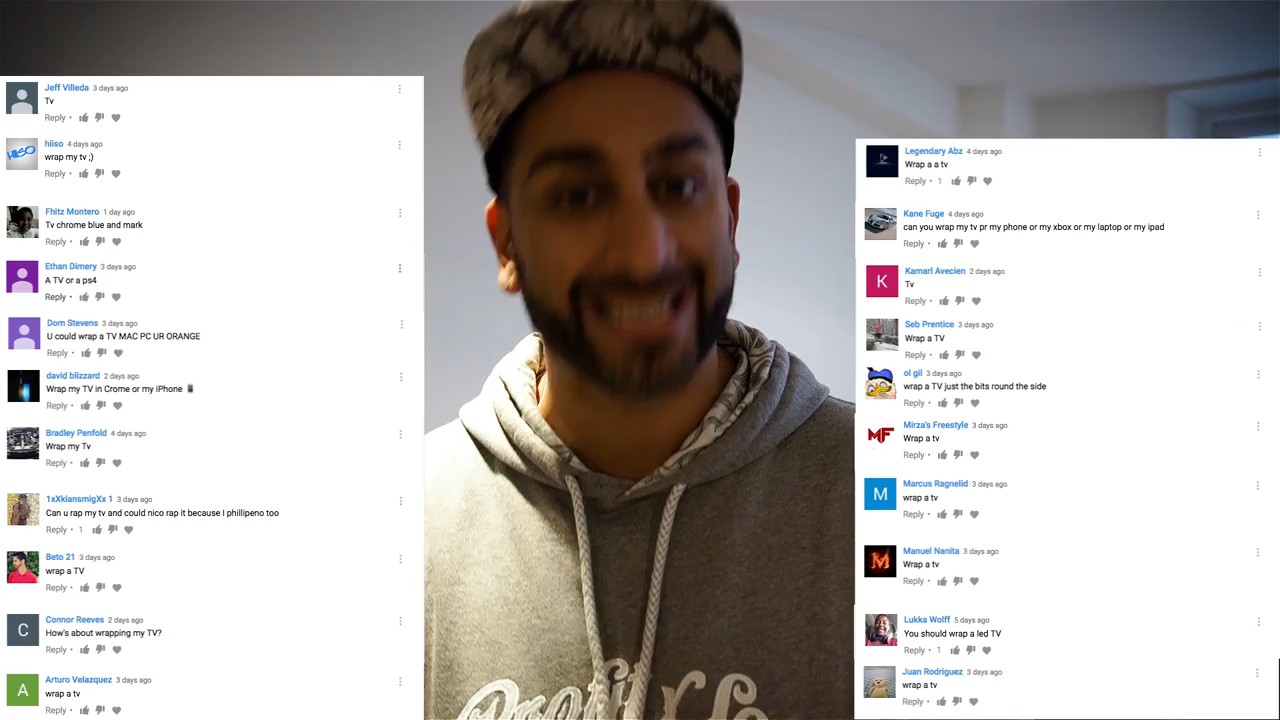 Jeff Villeda 3 days ago
Tv
Reply •
hiiso 4 days ago
wrap my tv ;)
Reply •
Fhitz Montero 1 day ago
Tv chrome blue and mark
Reply •
Ethan Dimery 3 days ago
A TV or a ps4
Reply •
Dom Stevens 3 days ago
U could wrap a TV MAC PC UR ORANGE
Reply •
david blizzard 2 days ago
Wrap my TV in Crome or my iPhone 📱
Reply •
Bradley Penfold 4 days ago
Wrap my Tv
Reply •
1xXkiansmigXx 1 3 days ago
Can u rap my tv and could nico rap it because I phillipeno too
Reply • 1
Beto 21 3 days ago
wrap a TV
Reply •
C
Connor Reeves 2 days ago
How's about wrapping my TV?
Reply •
A
Arturo Velazquez 3 days ago
wrap a tv
Reply •
Legendary Abz 4 days ago
Wrap a a tv
Reply • 1
Kane Fuge 4 days ago
can you wrap my tv pr my phone or my xbox or my laptop or my ipad
Reply •
K
Kamarl Avecien 2 days ago
Tv
Reply •
Seb Prentice 3 days ago
Wrap a TV
Reply •
ol gil 3 days ago
wrap a TV just the bits round the side
Reply •
MF
Mirza's Freestyle 3 days ago
Wrap a tv
Reply •
M
Marcus Ragnelid 3 days ago
wrap a tv
Reply •
M
Manuel Nanita 3 days ago
Wrap a tv
Reply •
Lukka Wolff 5 days ago
You should wrap a led TV
Reply • 1
Juan Rodriguez 3 days ago
wrap a tv
Reply •